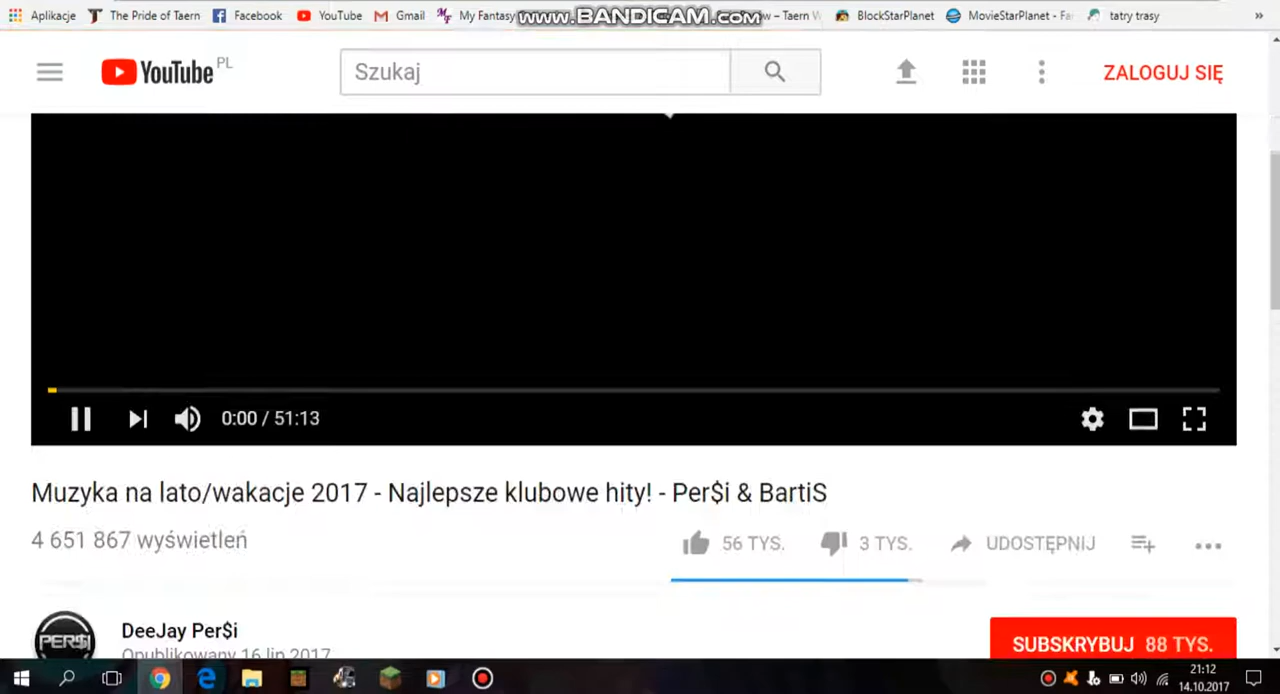 Aplikacje The Pride of Taern Facebook YouTube Gmail My Fantasy www.BANDICAM.com – Taern W BlockStarPlanet MovieStarPlanet - Fa tatry trasy »
YouTube PL Szukaj ZALOGUJ SIĘ
0:00 / 51:13
Muzyka na lato/wakacje 2017 - Najlepsze klubowe hity! - Per$i & BartiS
4 651 867 wyświetleń 56 TYS. 3 TYS. UDOSTĘPNIJ
PER$I DeeJay Per$i
Opublikowany 16 lip 2017
SUBSKRYBUJ 88 TYS.
21:12
14.10.2017